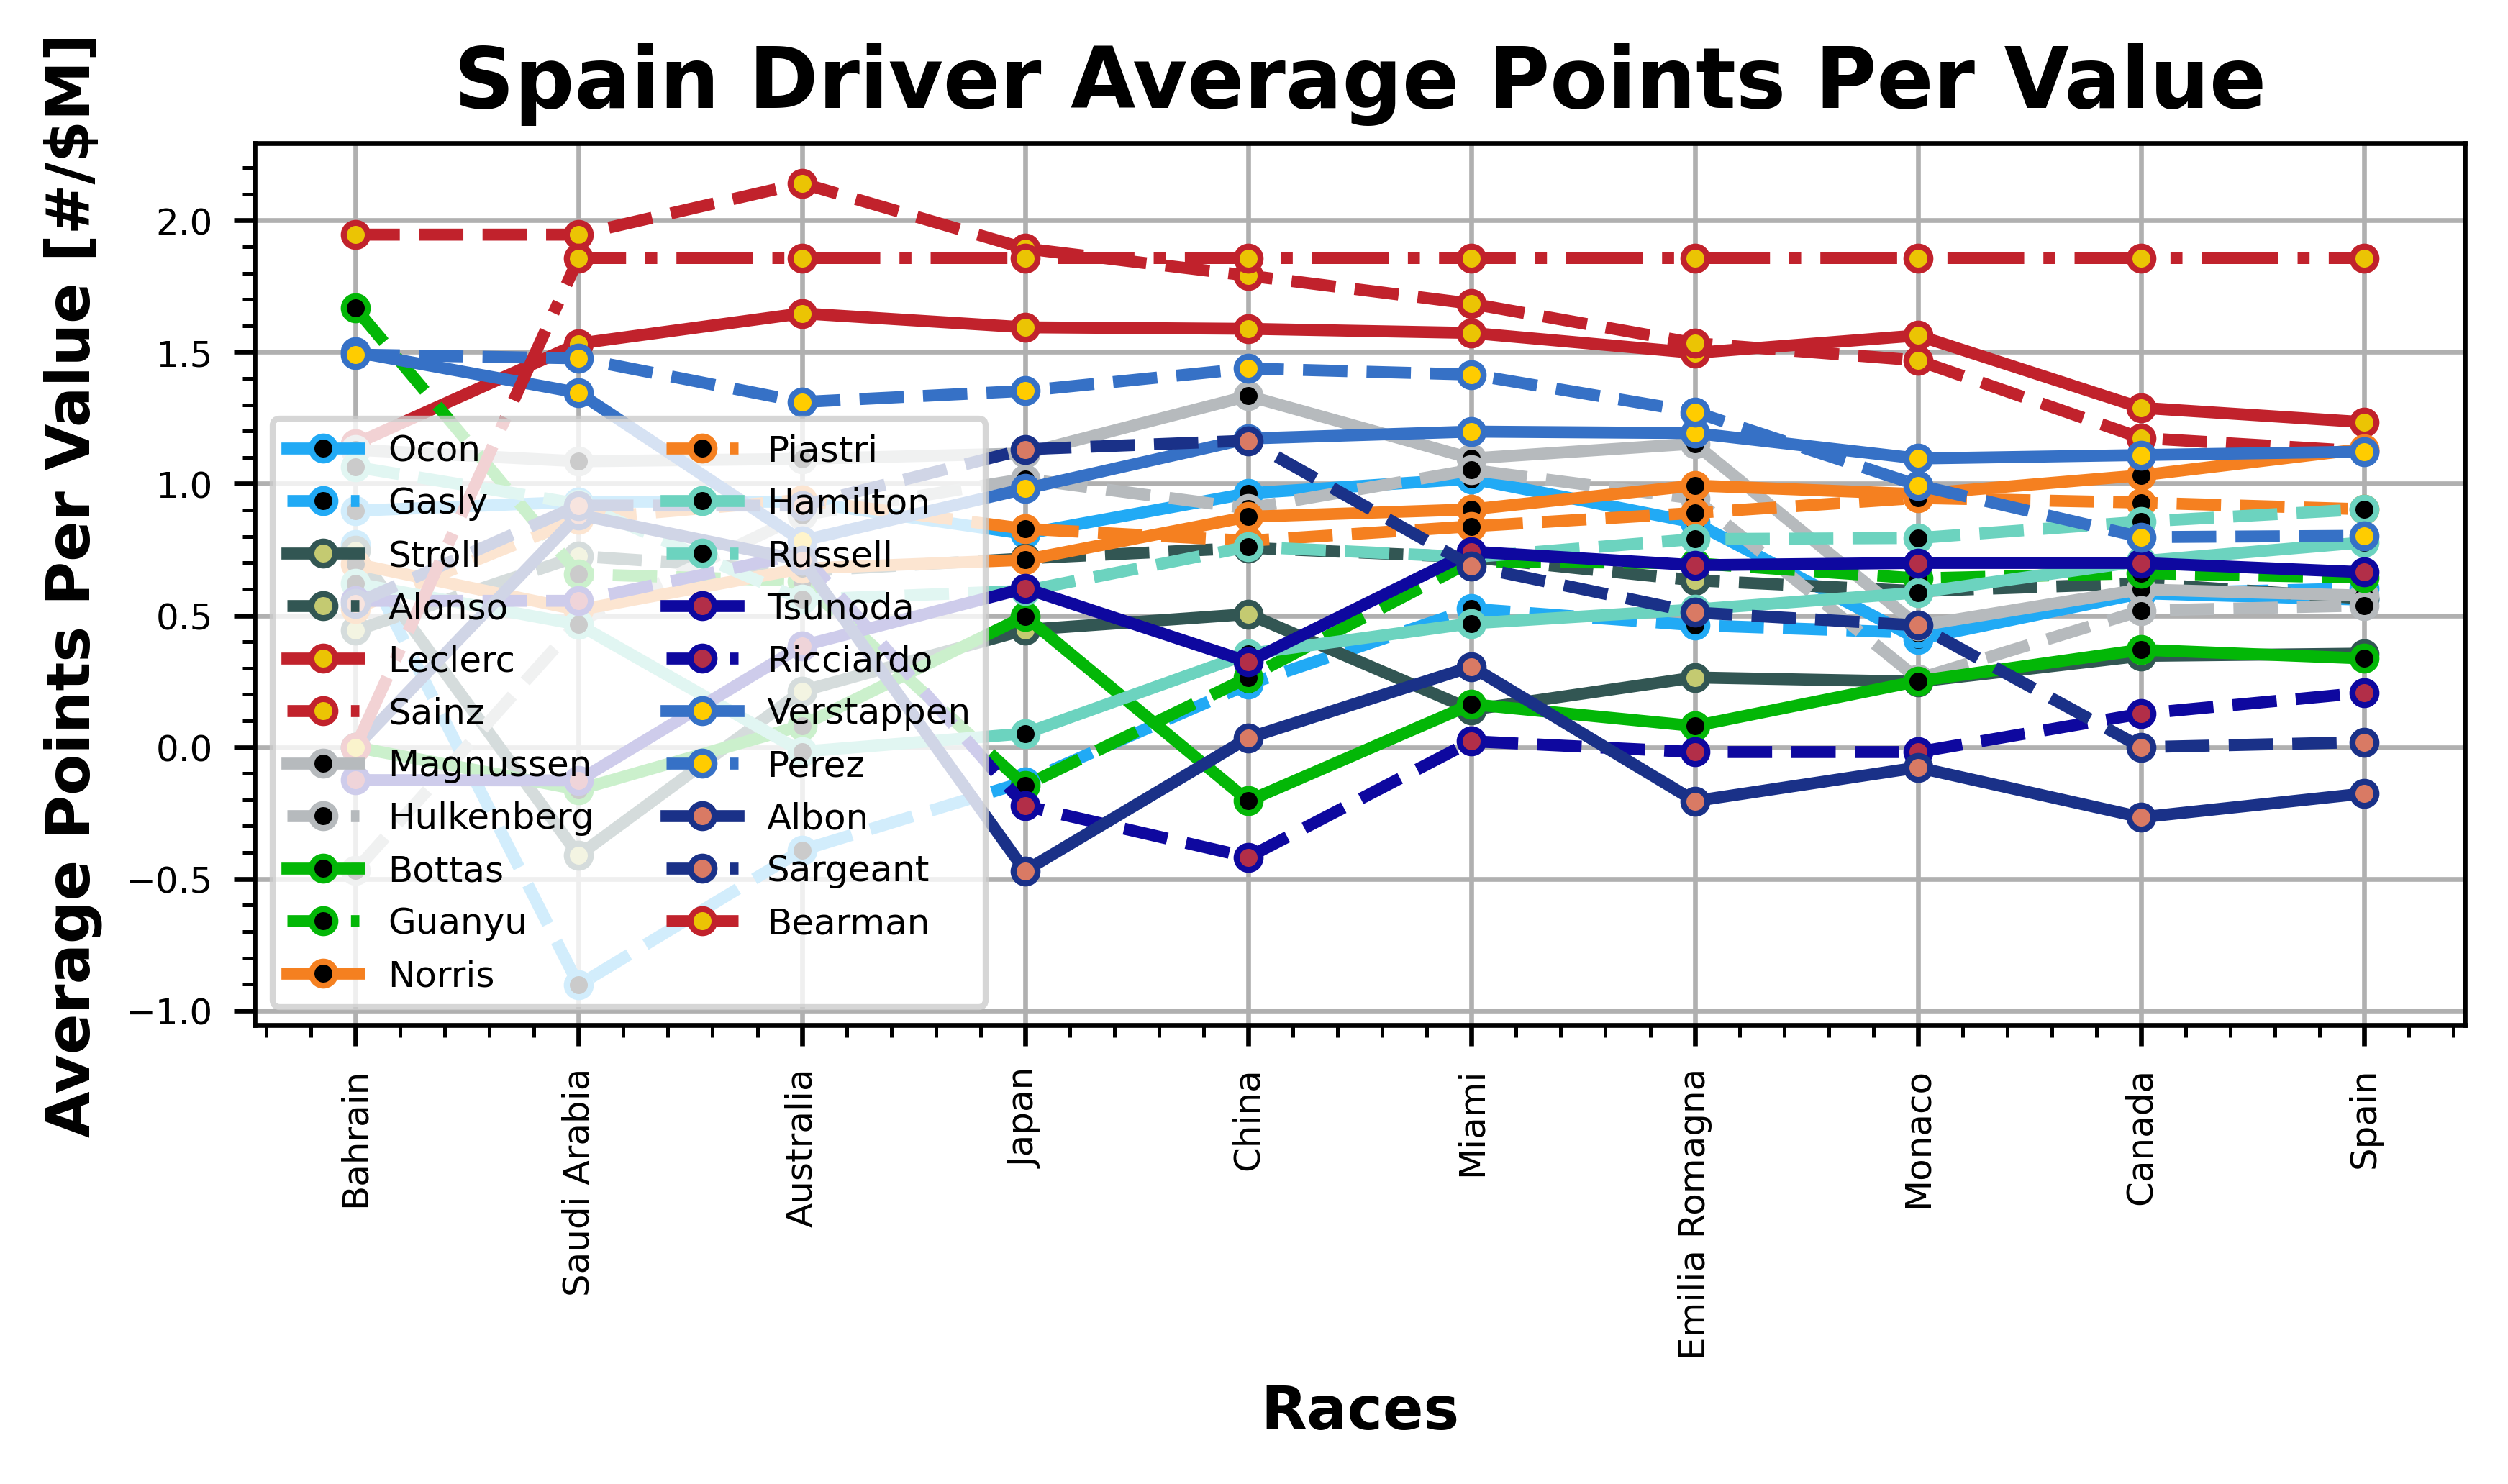 Spain Driver Average Points Per Value
Average Points Per Value [#/$M]
2.0
1.5
1.0
0.5
0.0
−0.5
−1.0
Ocon
Gasly
Stroll
Alonso
Leclerc
Sainz
Magnussen
Hulkenberg
Bottas
Guanyu
Norris
Piastri
Hamilton
Russell
Tsunoda
Ricciardo
Verstappen
Perez
Albon
Sargeant
Bearman
Bahrain
Saudi Arabia
Australia
Japan
China
Miami
Emilia Romagna
Monaco
Canada
Spain
Races